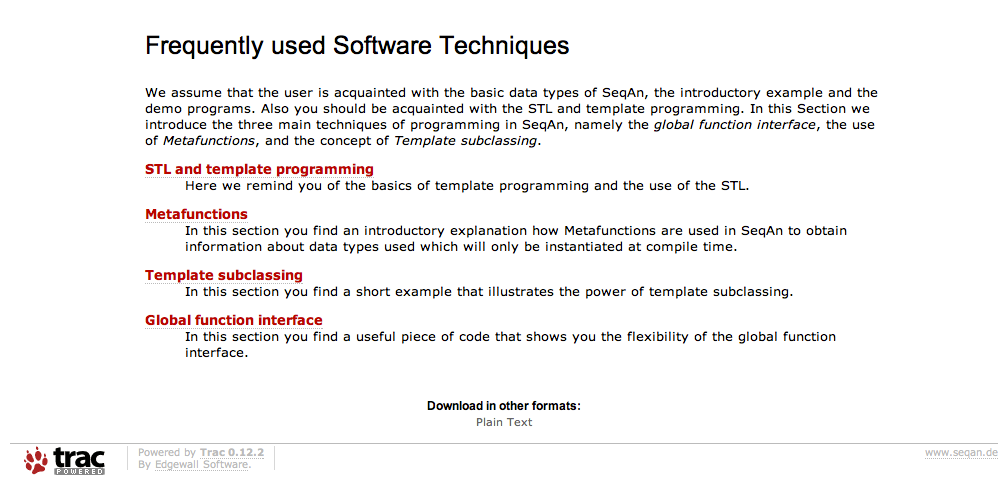 Frequently used Software Techniques
We assume that the user is acquainted with the basic data types of SeqAn, the introductory example and the
demo programs. Also you should be acquainted with the STL and template programming. In this Section we
introduce the three main techniques of programming in SeqAn, namely the global function interface, the use
of Metafunctions, and the concept of Template subclassing.
STL and template programming
Here we remind you of the basics of template programming and the use of the STL.
Metafunctions
In this section you find an introductory explanation how Metafunctions are used in SeqAn to obtain
information about data types used which will only be instantiated at compile time.
Template subclassing
In this section you find a short example that illustrates the power of template subclassing.
Global function interface
In this section you find a useful piece of code that shows you the flexibility of the global function
interface.
Download in other formats:
Plain Text
trac
POWERED
Powered by Trac 0.12.2
By Edgewall Software.
www.seqan.de